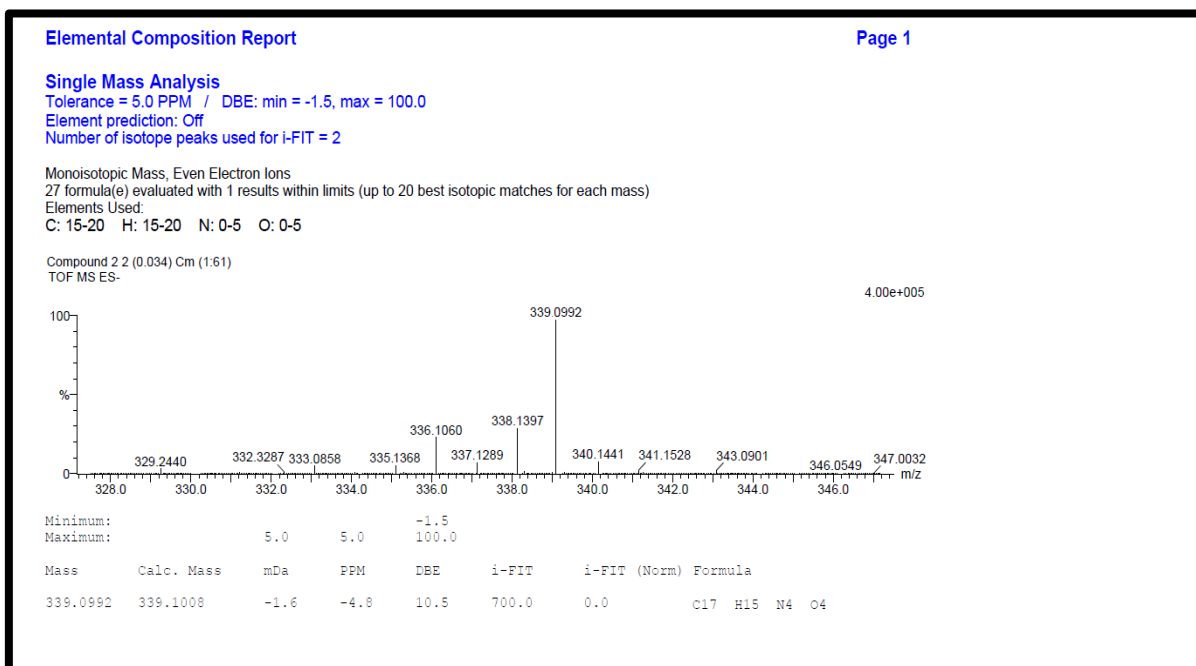 Elemental Composition Report Page 1
Single Mass Analysis
Tolerance = 5.0 PPM / DBE: min = -1.5, max = 100.0
Element prediction: Off
Number of isotope peaks used for i-FIT = 2
Monoisotopic Mass, Even Electron Ions
27 formula(e) evaluated with 1 results within limits (up to 20 best isotopic matches for each mass)
Elements Used:
C: 15-20 H: 15-20 N: 0-5 O: 0-5
Compound 2 2 (0.034) Cm (1:61)
TOF MS ES-
4.00e+005
100
339.0992
%
338.1397
336.1060
329.2440 332.3287 333.0858 335.1368 337.1289 340.1441 341.1528 343.0901 346.0549 347.0032
0
m/z
328.0 330.0 332.0 334.0 336.0 338.0 340.0 342.0 344.0 346.0
Minimum: -1.5
Maximum: 5.0 5.0 100.0
Mass Calc. Mass mDa PPM DBE i-FIT i-FIT (Norm) Formula
339.0992 339.1008 -1.6 -4.8 10.5 700.0 0.0 C17 H15 N4 O4